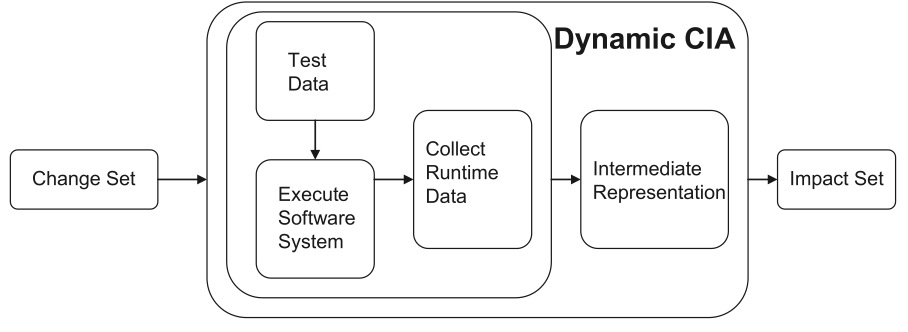 Dynamic CIA
Test
Data
Collect
Runtime
Data
Change Set
Execute
Software
System
Intermediate
Representation
Impact Set